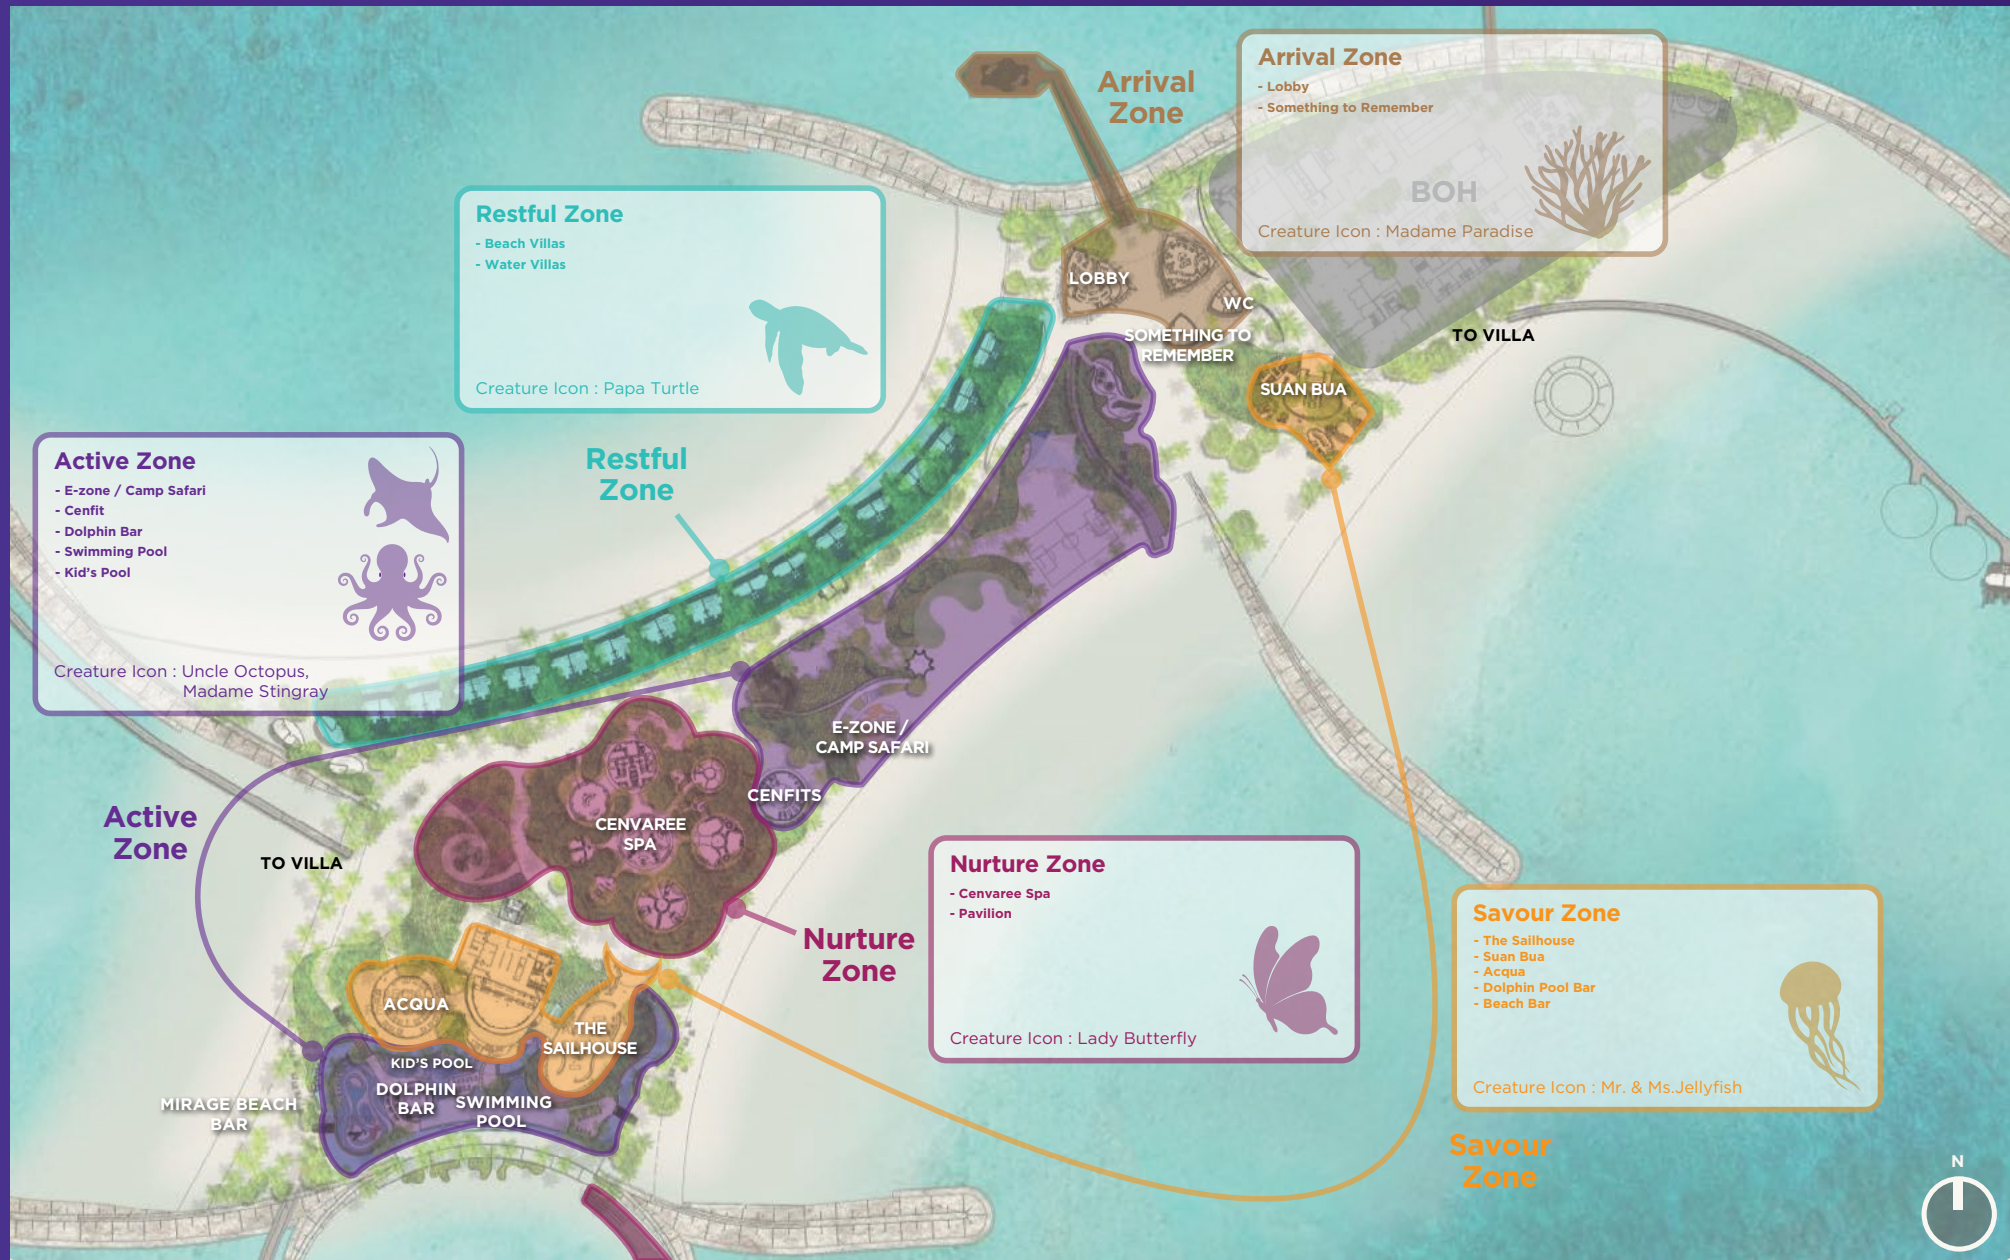 Arrival
Zone
Arrival Zone
- Lobby
- Something to Remember
BOH
Creature Icon : Madame Paradise
Restful Zone
- Beach Villas
- Water Villas
Creature Icon : Papa Turtle
LOBBY
WC
SOMETHING TO
REMEMBER
TO VILLA
SUAN BUA
Restful
Zone
Active Zone
- E-zone / Camp Safari
- Cenfit
- Dolphin Bar
- Swimming Pool
- Kid's Pool
Creature Icon : Uncle Octopus,
Madame Stingray
E-ZONE /
CAMP SAFARI
CENFITS
CENVAREE
SPA
Active
Zone
TO VILLA
Nurture Zone
- Cenvaree Spa
- Pavilion
Creature Icon : Lady Butterfly
Nurture
Zone
Savour Zone
- The Sailhouse
- Suan Bua
- Acqua
- Dolphin Pool Bar
- Beach Bar
Creature Icon : Mr. & Ms.Jellyfish
ACQUA
THE
SAILHOUSE
KID'S POOL
DOLPHIN
BAR
SWIMMING
POOL
MIRAGE BEACH
BAR
Savour
Zone
N